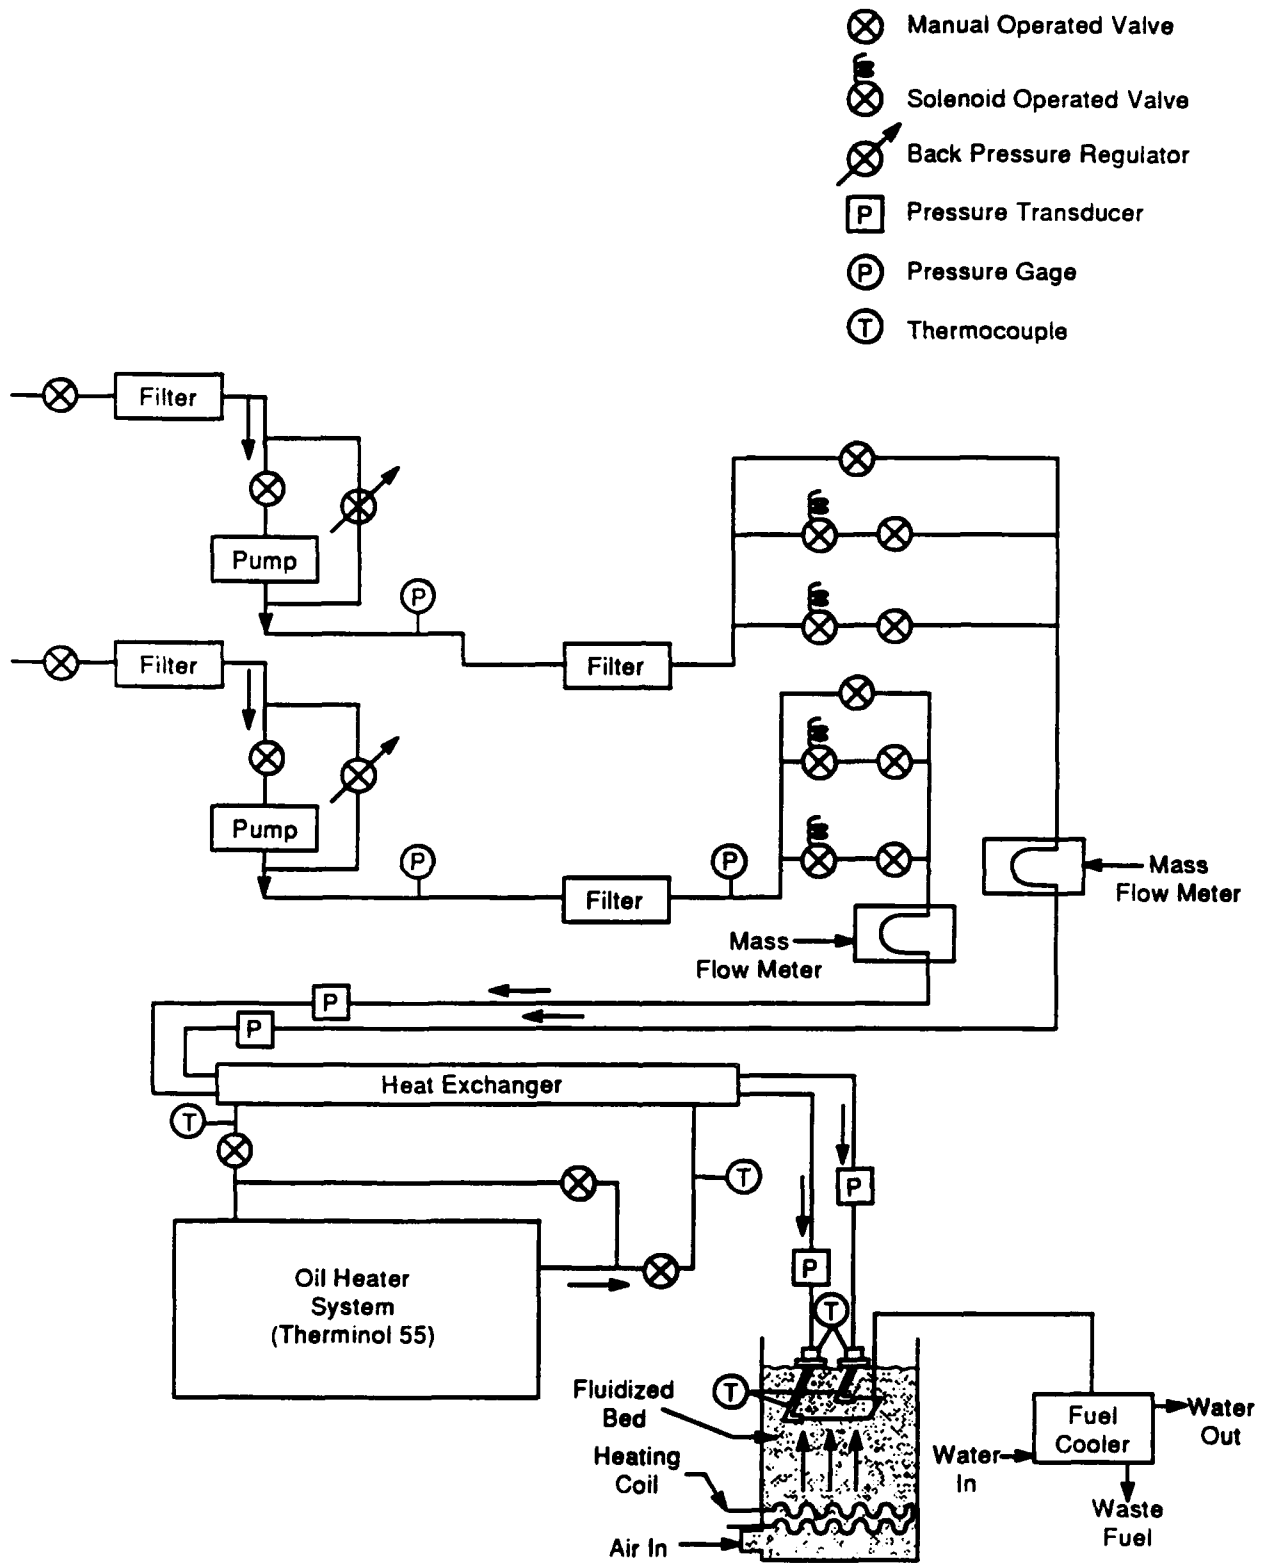 Manual Operated Valve
Solenoid Operated Valve
Back Pressure Regulator
P Pressure Transducer
P Pressure Gage
T Thermocouple
Filter
Pump
P
Filter
Filter
Pump
P
Filter
P
Mass
Flow Meter
Mass
Flow Meter
P
P
Heat Exchanger
T
T
P
P
Oil Heater
System
(Therminol 55)
T
T
Fluidized
Bed
Heating
Coil
Air In
Water
In
Fuel
Cooler
Water
Out
Waste
Fuel